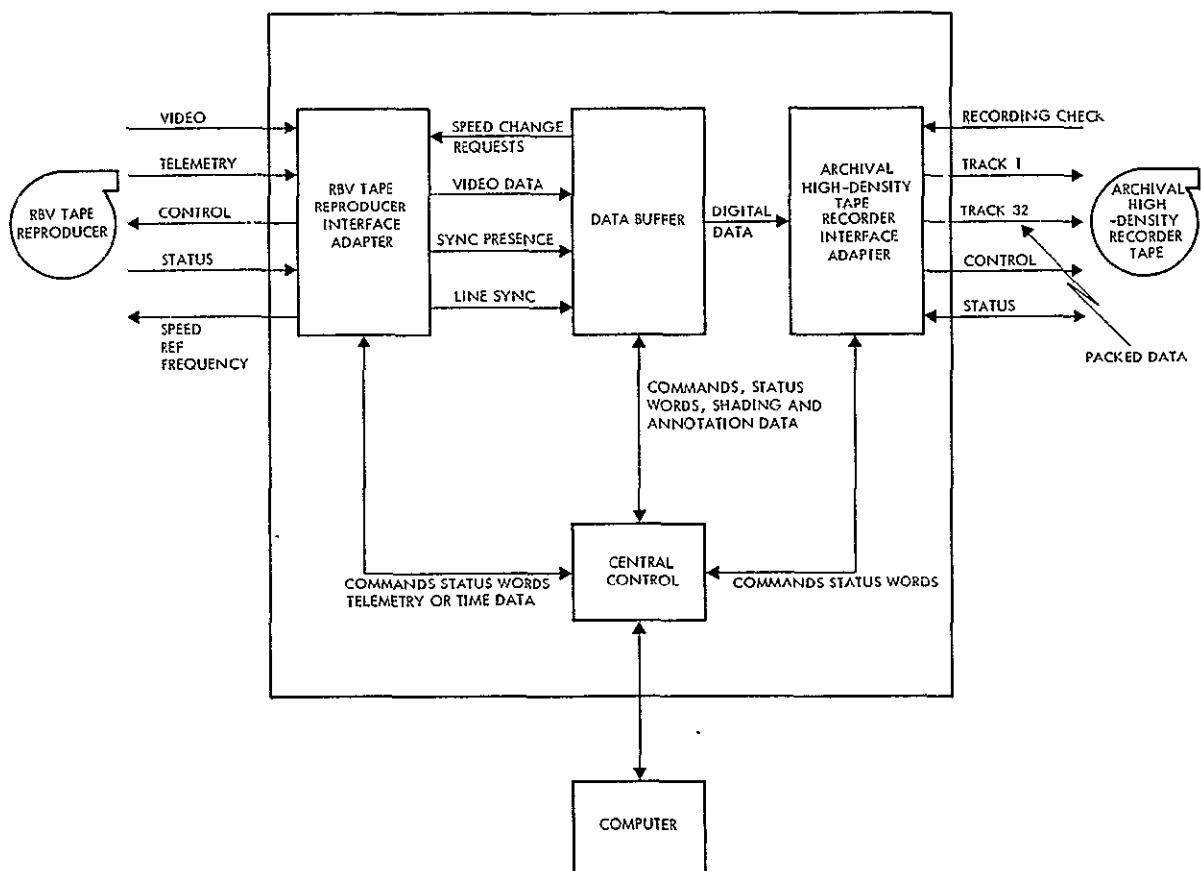 VIDEO
TELEMETRY
CONTROL
STATUS
SPEED
REF
FREQUENCY
RBV TAPE
REPRODUCER
RBV TAPE
REPRODUCER
INTERFACE
ADAPTER
SPEED CHANGE
REQUESTS
VIDEO DATA
SYNC PRESENCE
LINE SYNC
DATA BUFFER
DIGITAL
DATA
ARCHIVAL
HIGH-DENSITY
TAPE
RECORDER
INTERFACE
ADAPTER
RECORDING CHECK
TRACK 1
TRACK 32
CONTROL
STATUS
ARCHIVAL
HIGH
-DENSITY
RECORDER
TAPE
PACKED DATA
COMMANDS, STATUS
WORDS, SHADING AND
ANNOTATION DATA
COMMANDS STATUS WORDS
TELEMETRY OR TIME DATA
CENTRAL
CONTROL
COMMANDS STATUS WORDS
COMPUTER